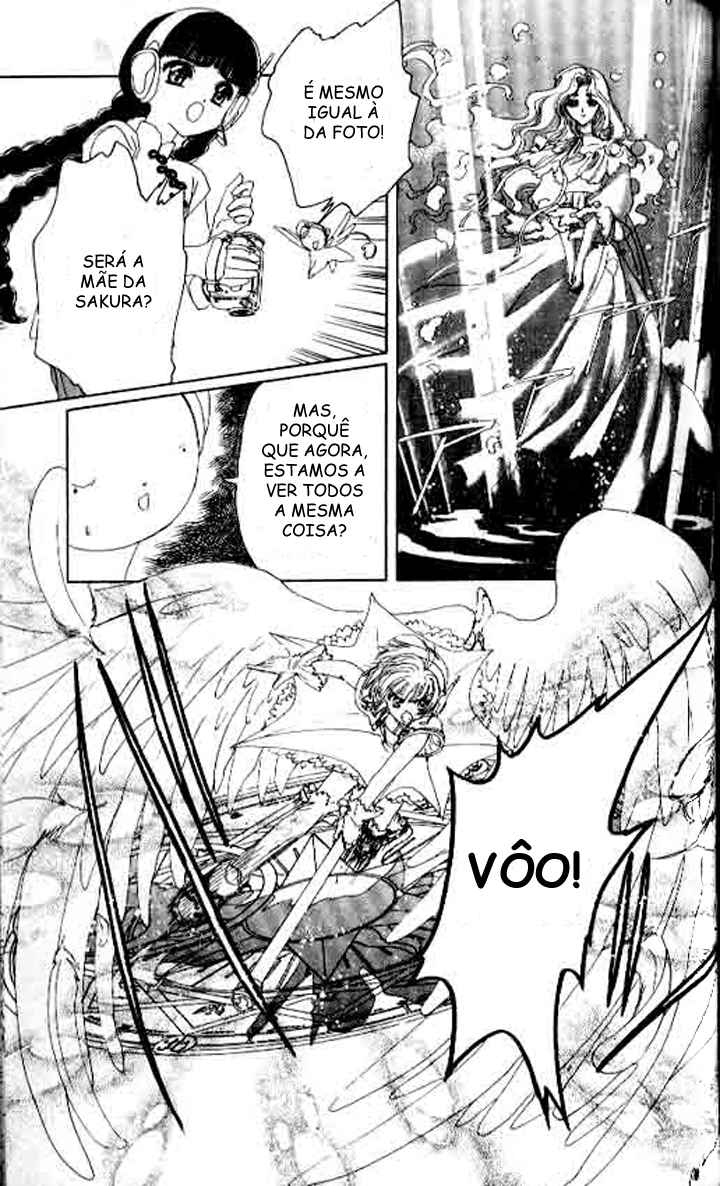 É MESMO
IGUAL À
DA FOTO!
SERÁ A
MÃE DA
SAKURA?
MAS,
PORQUÊ
QUE AGORA,
ESTAMOS A
VER TODOS
A MESMA
COISA?
VÔO!